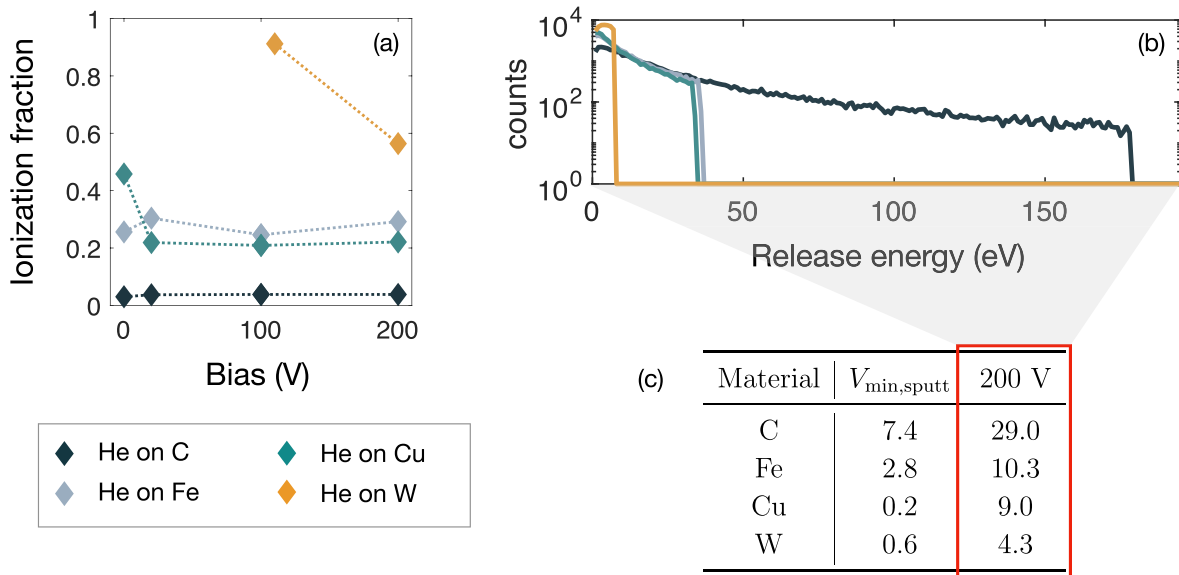 (a)
1
0.8
0.6
0.4
0.2
0
0
100
200
Ionization fraction
Bias (V)
(b)
10^4
10^2
10^0
counts
0
50
100
150
Release energy (eV)
He on C
He on Cu
He on Fe
He on W
(c)
Material V_min,sputt 200 V
C 7.4 29.0
Fe 2.8 10.3
Cu 0.2 9.0
W 0.6 4.3